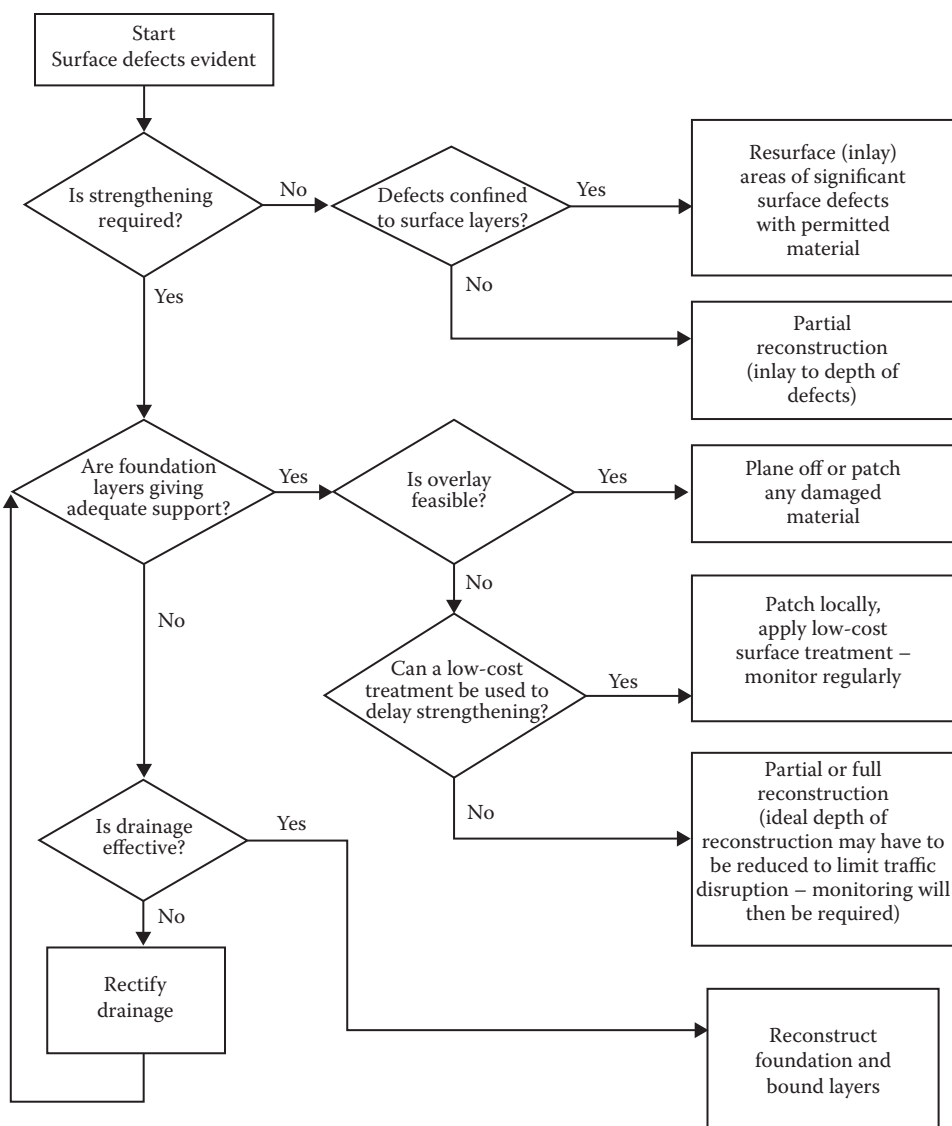 Start
Surface defects evident
Is strengthening
required?
No
Defects confined
to surface layers?
Yes
Resurface (inlay)
areas of significant
surface defects
with permitted
material
Yes
No
Partial
reconstruction
(inlay to depth of
defects)
Are foundation
layers giving
adequate support?
Yes
Is overlay
feasible?
Yes
Plane off or patch
any damaged
material
No
No
Can a low-cost
treatment be used to
delay strengthening?
Yes
Patch locally,
apply low-cost
surface treatment –
monitor regularly
No
Partial or full
reconstruction
(ideal depth of
reconstruction may have to
be reduced to limit traffic
disruption – monitoring will
then be required)
Is drainage
effective?
Yes
No
Rectify
drainage
Reconstruct
foundation and
bound layers